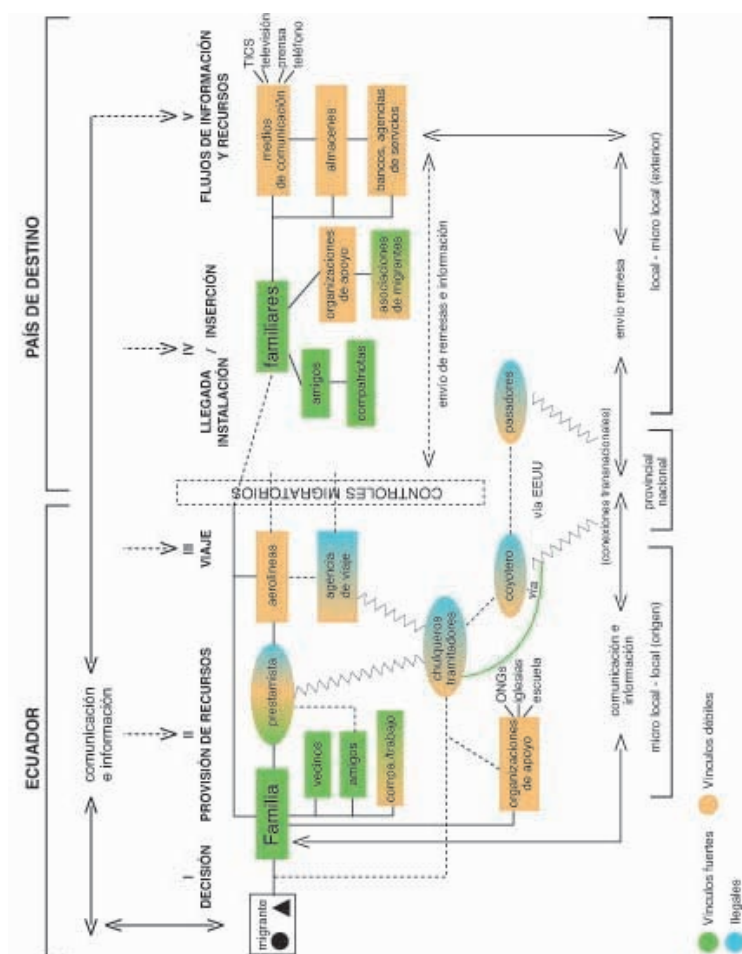 ECUADOR
PAÍS DE DESTINO
comunicación
e información
I
DECISIÓN
II
PROVISIÓN DE RECURSOS
III
VIAJE
IV
LLEGADA / INSERCIÓN
INSTALACIÓN
V
FLUJOS DE INFORMACIÓN
Y RECURSOS
migrante
Familia
vecinos
amigos
compa./trabajo
organizaciones
de apoyo
ONGs
iglesias
escuela
prestamista
chulqueros
tramitadores
aerolíneas
agencia
de viaje
coyotero
vía
vía EEUU
pasadores
CONTROLES MIGRATORIOS
familiares
amigos
compatriotas
organizaciones
de apoyo
asociaciones
de migrantes
medios
de comunicación
TICS
televisión
prensa
teléfono
almacenes
bancos, agencias
de servcios
envío de remesas e información
comunicación e
información
(conexiones transnacionales)
envío remesa
micro local - local (origen)
provincial
nacional
local - micro local (exterior)
Vínculos fuertes
Vínculos débiles
Ilegales